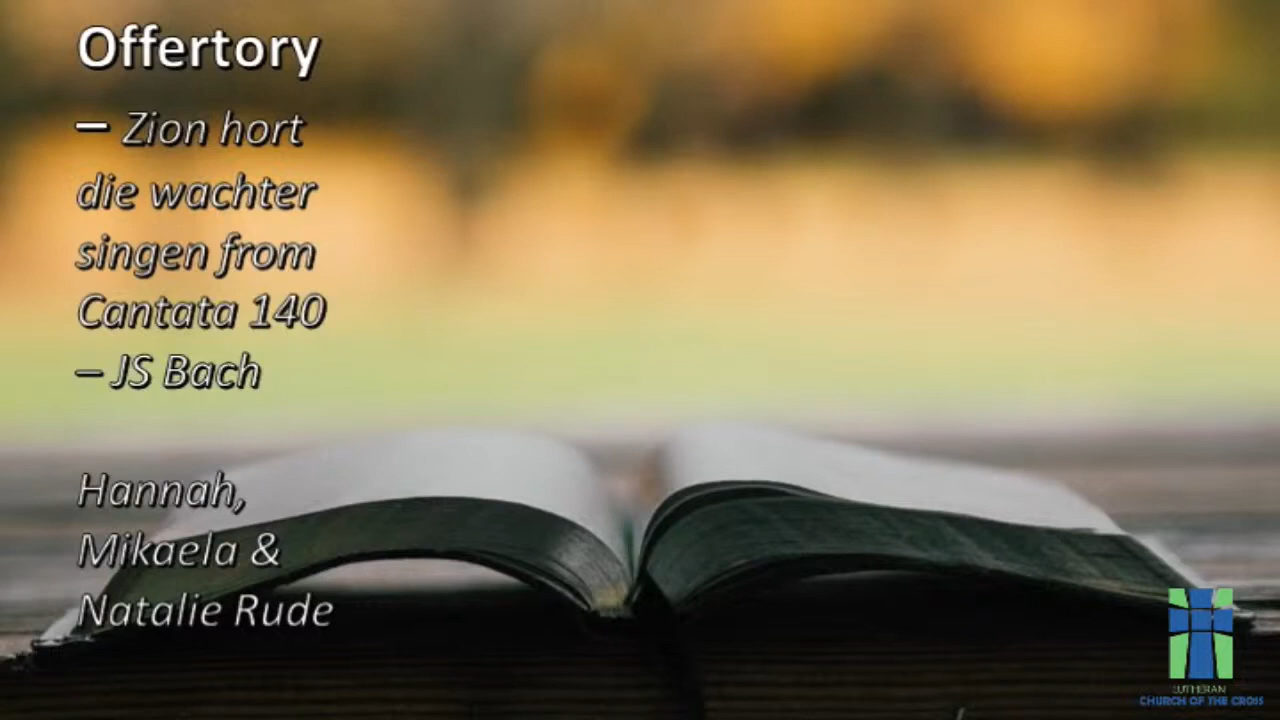 Offertory
– Zion hort
die wachter
singen from
Cantata 140
– JS Bach
Hannah,
Mikaela &
Natalie Rude
LUTHERAN
CHURCH OF THE CROSS